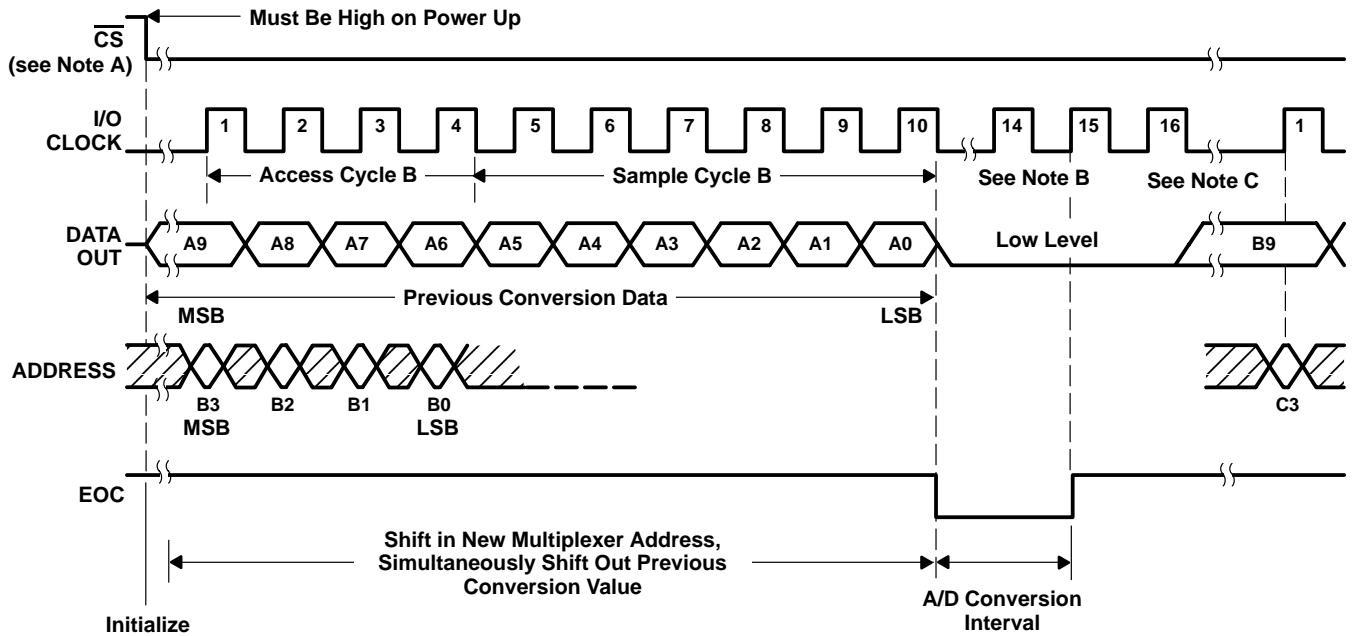 Must Be High on Power Up
CS
(see Note A)
I/O
CLOCK
1 2 3 4 5 6 7 8 9 10 14 15 16 1
Access Cycle B
Sample Cycle B
See Note B
See Note C
DATA
OUT
A9 A8 A7 A6 A5 A4 A3 A2 A1 A0
Low Level
B9
Previous Conversion Data
MSB
LSB
ADDRESS
B3 B2 B1 B0
MSB
LSB
C3
EOC
Shift in New Multiplexer Address,
Simultaneously Shift Out Previous
Conversion Value
A/D Conversion
Interval
Initialize